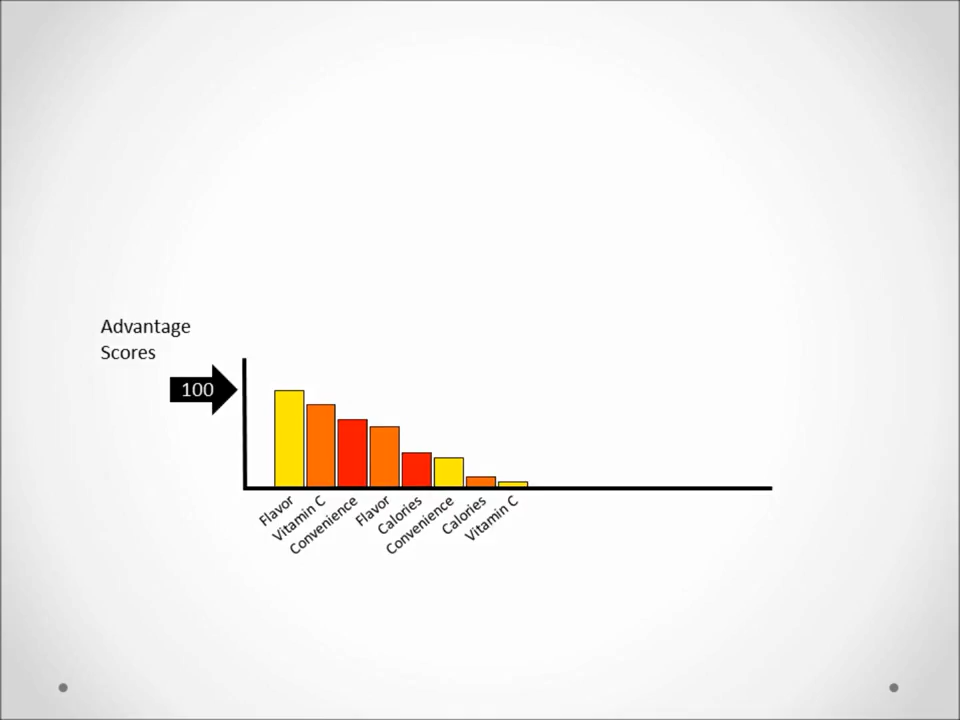 Advantage
Scores
100
Flavor
Vitamin C
Convenience
Flavor
Calories
Convenience
Calories
Vitamin C